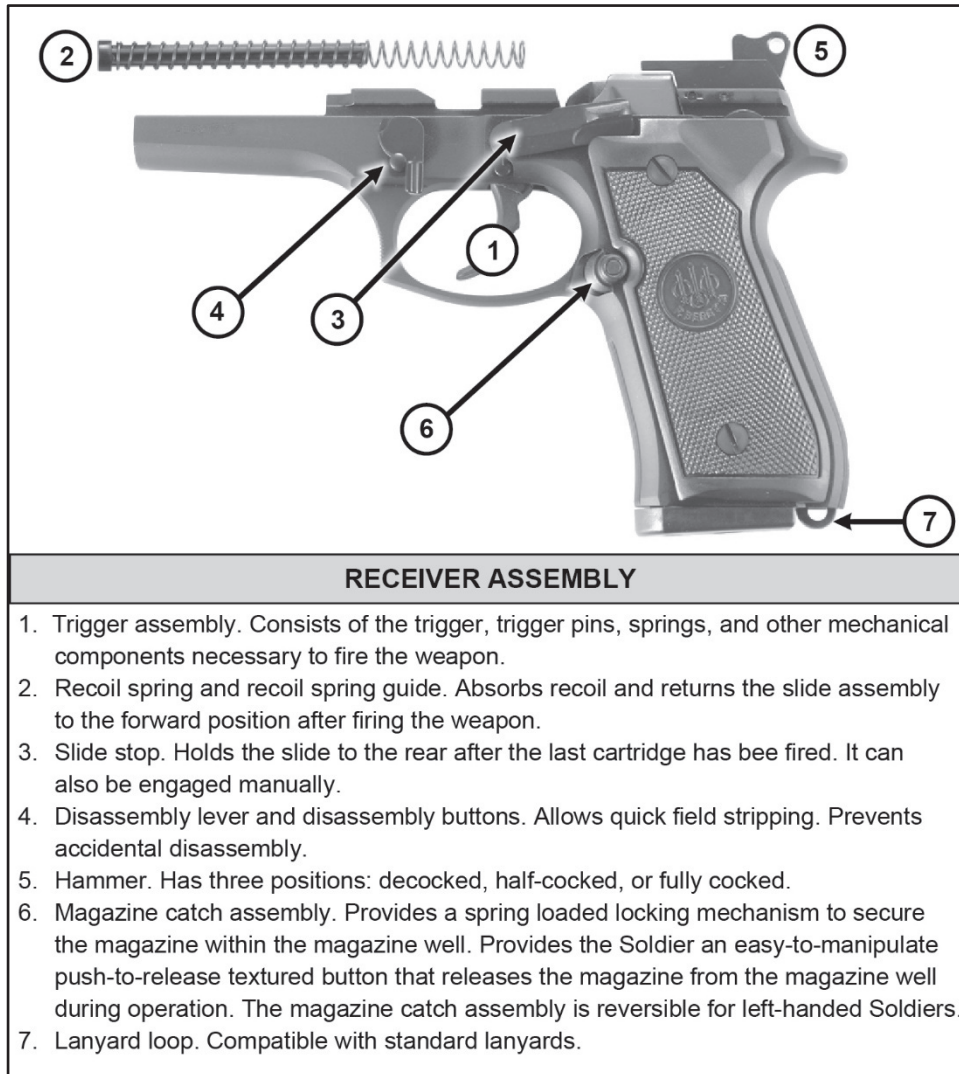 2
5
1
4
3
6
7
RECEIVER ASSEMBLY
1. Trigger assembly. Consists of the trigger, trigger pins, springs, and other mechanical
components necessary to fire the weapon.
2. Recoil spring and recoil spring guide. Absorbs recoil and returns the slide assembly
to the forward position after firing the weapon.
3. Slide stop. Holds the slide to the rear after the last cartridge has bee fired. It can
also be engaged manually.
4. Disassembly lever and disassembly buttons. Allows quick field stripping. Prevents
accidental disassembly.
5. Hammer. Has three positions: decocked, half-cocked, or fully cocked.
6. Magazine catch assembly. Provides a spring loaded locking mechanism to secure
the magazine within the magazine well. Provides the Soldier an easy-to-manipulate
push-to-release textured button that releases the magazine from the magazine well
during operation. The magazine catch assembly is reversible for left-handed Soldiers.
7. Lanyard loop. Compatible with standard lanyards.